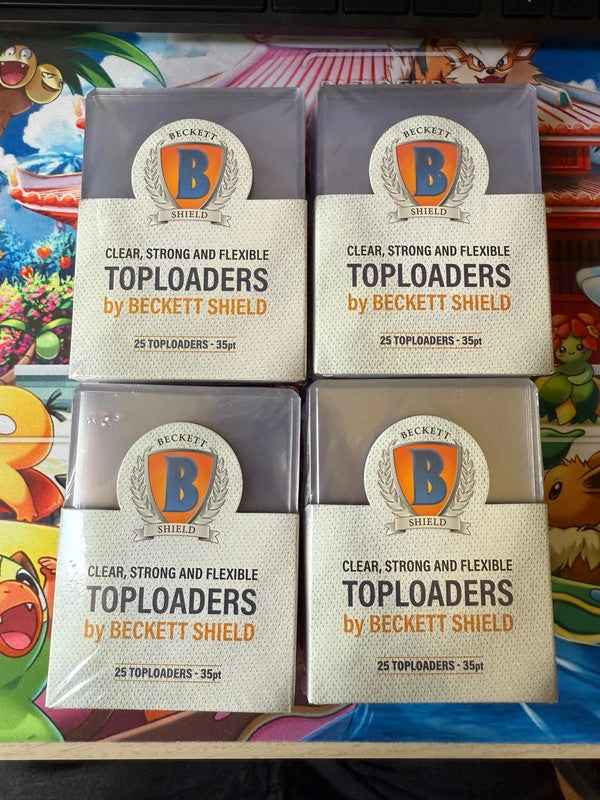 BECKETT
B
SHIELD
CLEAR, STRONG AND FLEXIBLE
TOPLOADERS
by BECKETT SHIELD
25 TOPLOADERS - 35pt
BECKETT
B
SHIELD
CLEAR, STRONG AND FLEXIBLE
TOPLOADERS
by BECKETT SHIELD
25 TOPLOADERS - 35pt
BECKETT
B
SHIELD
CLEAR, STRONG AND FLEXIBLE
TOPLOADERS
by BECKETT SHIELD
25 TOPLOADERS - 35pt
BECKETT
B
SHIELD
CLEAR, STRONG AND FLEXIBLE
TOPLOADERS
by BECKETT SHIELD
25 TOPLOADERS - 35pt